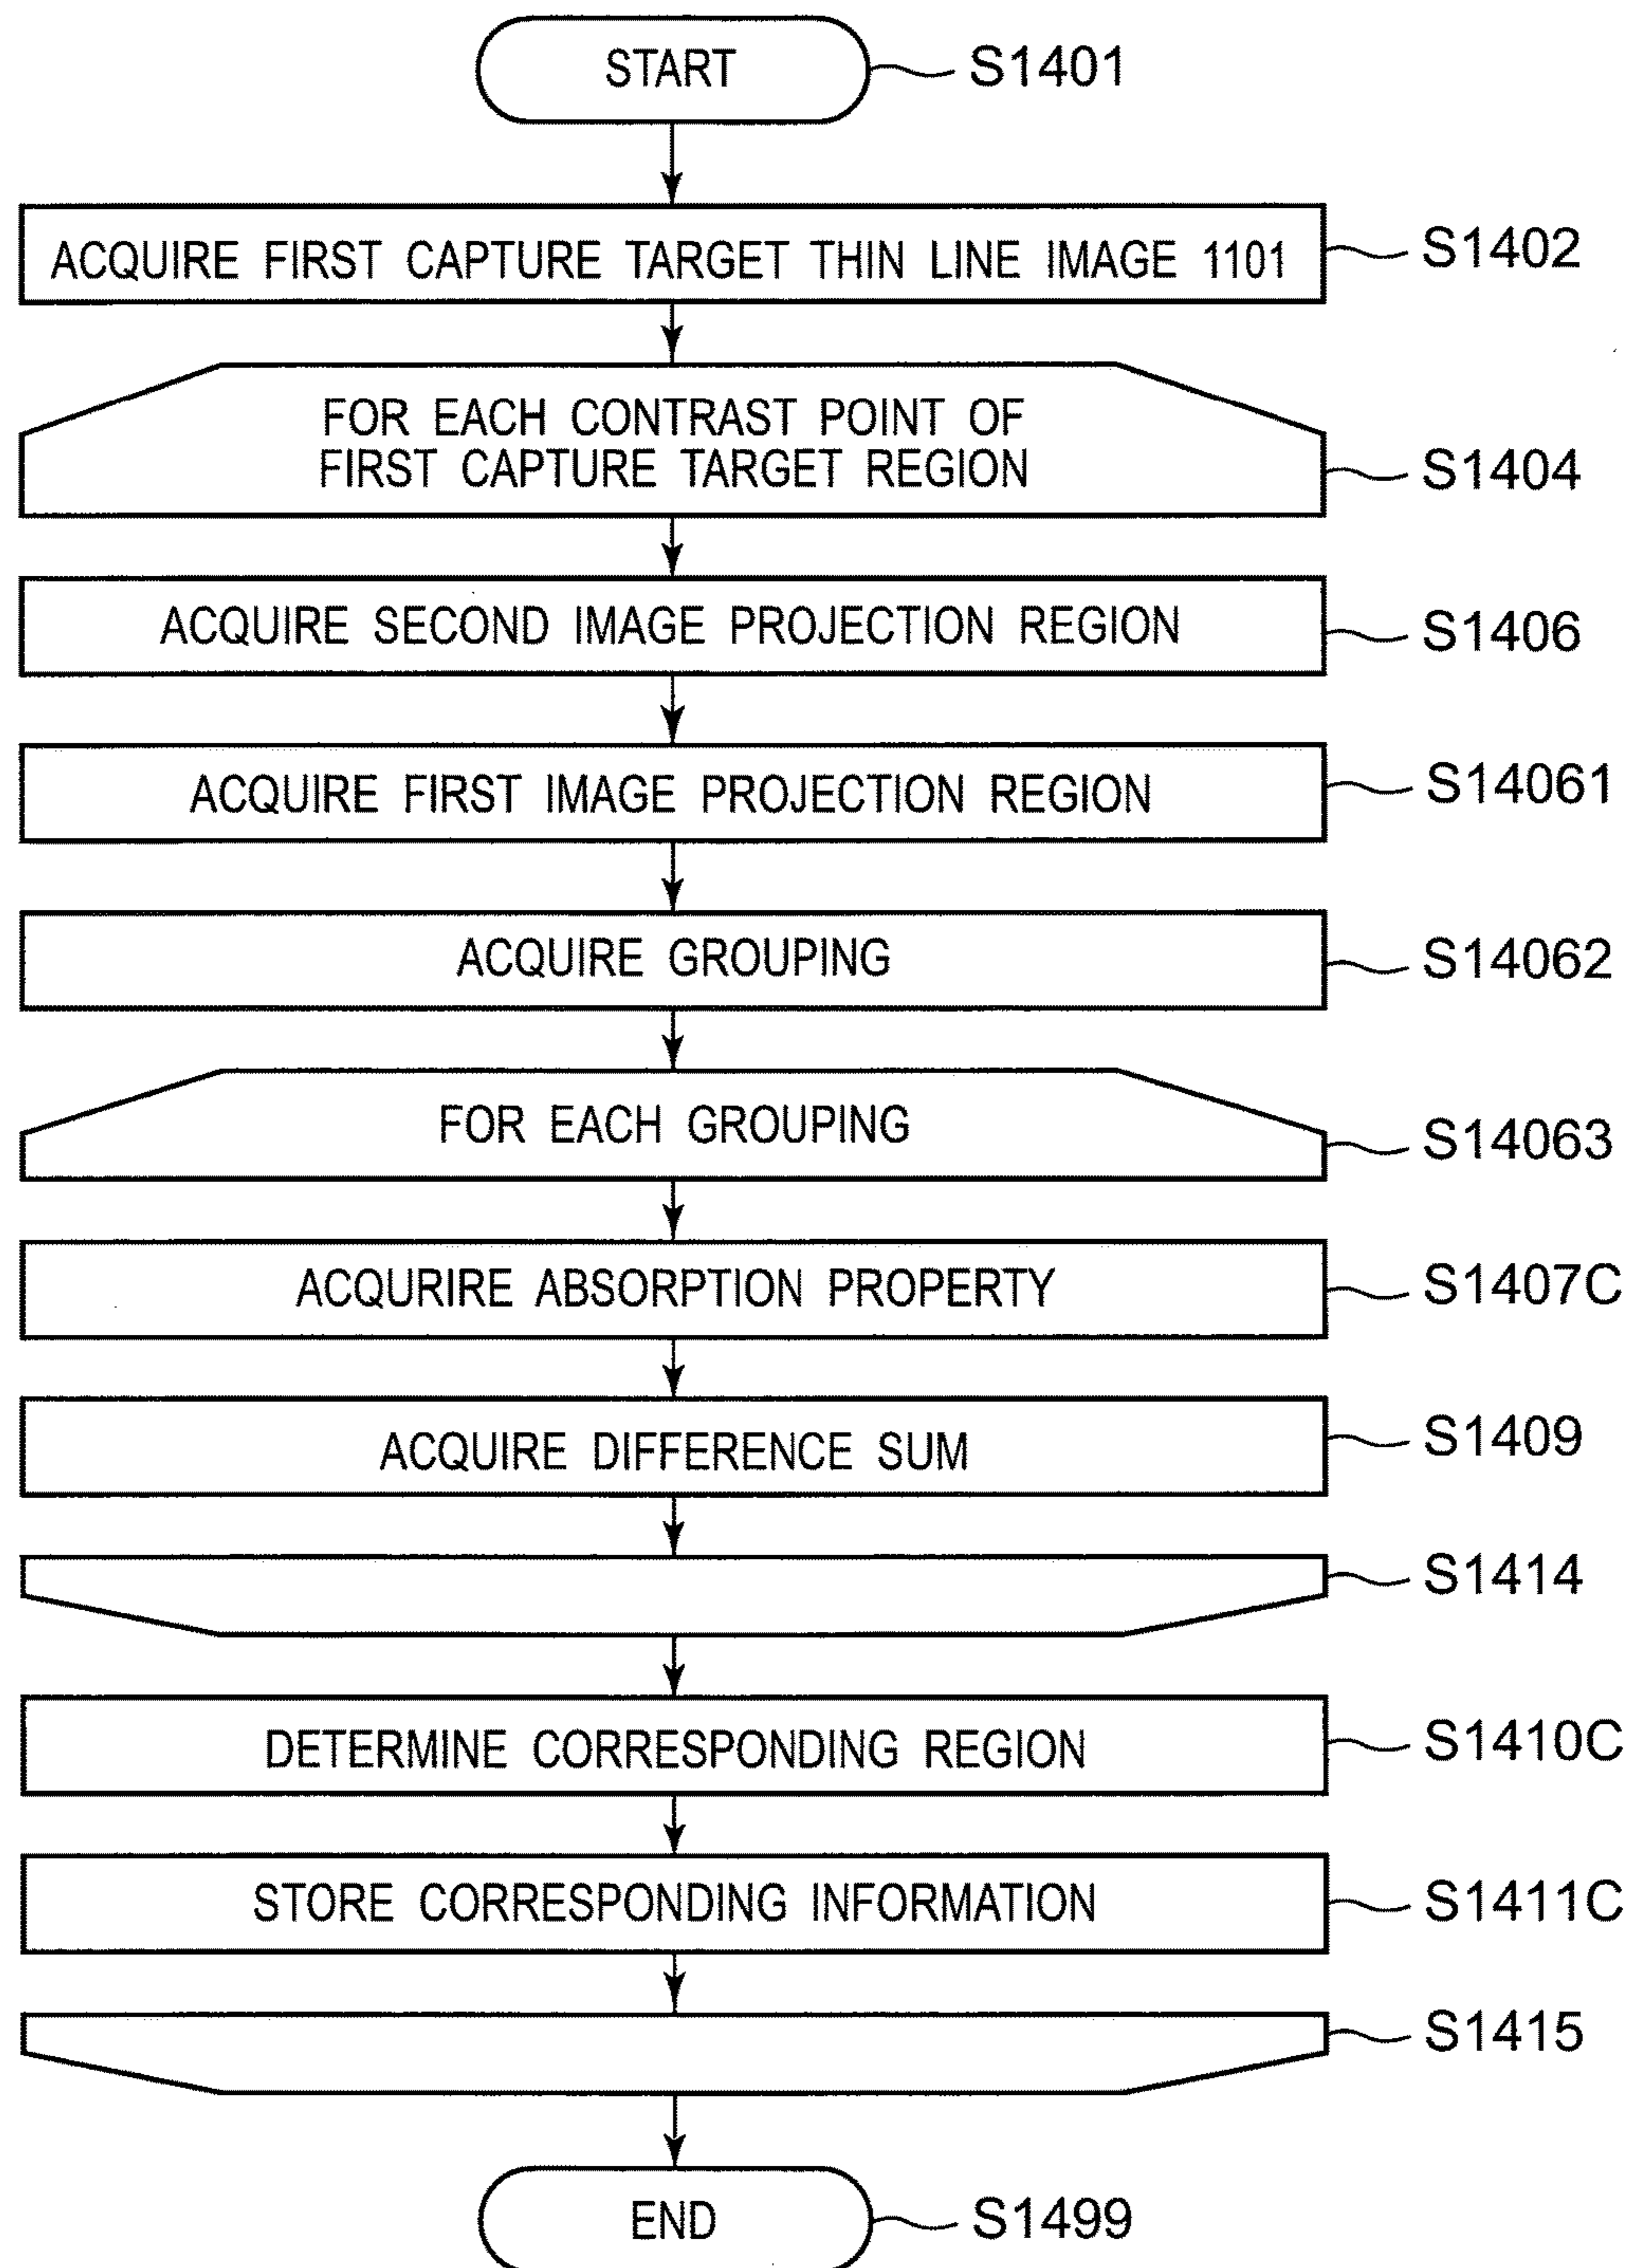 START
S1401
ACQUIRE FIRST CAPTURE TARGET THIN LINE IMAGE 1101
S1402
FOR EACH CONTRAST POINT OF
FIRST CAPTURE TARGET REGION
S1404
ACQUIRE SECOND IMAGE PROJECTION REGION
S1406
ACQUIRE FIRST IMAGE PROJECTION REGION
S14061
ACQUIRE GROUPING
S14062
FOR EACH GROUPING
S14063
ACQURIRE ABSORPTION PROPERTY
S1407C
ACQUIRE DIFFERENCE SUM
S1409
S1414
DETERMINE CORRESPONDING REGION
S1410C
STORE CORRESPONDING INFORMATION
S1411C
S1415
END
S1499